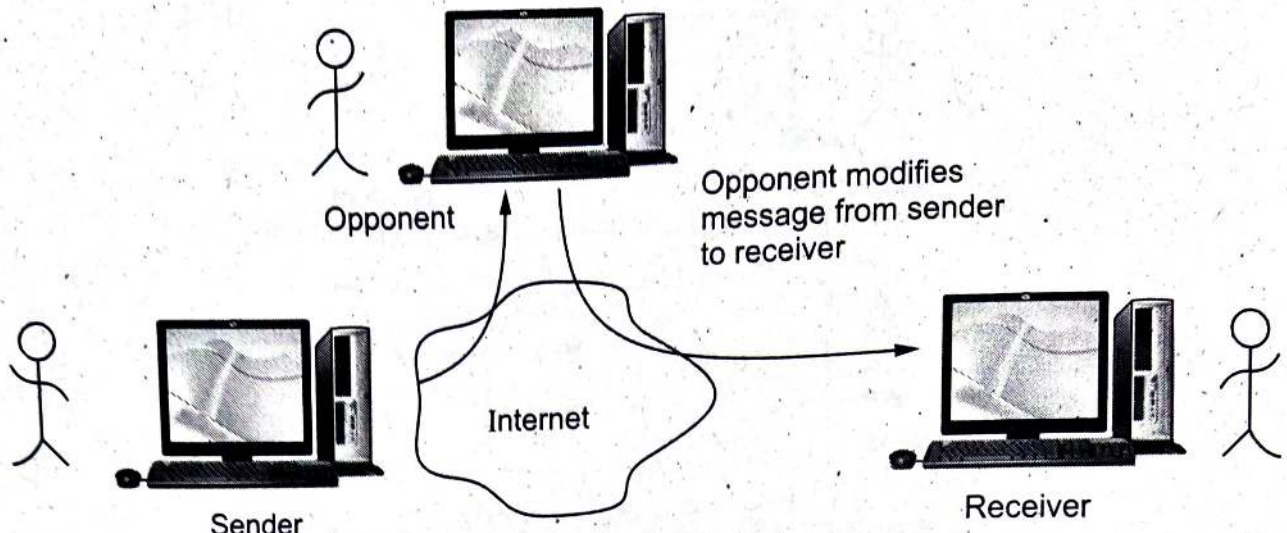 Opponent
Opponent modifies
message from sender
to receiver
Internet
Sender
Receiver